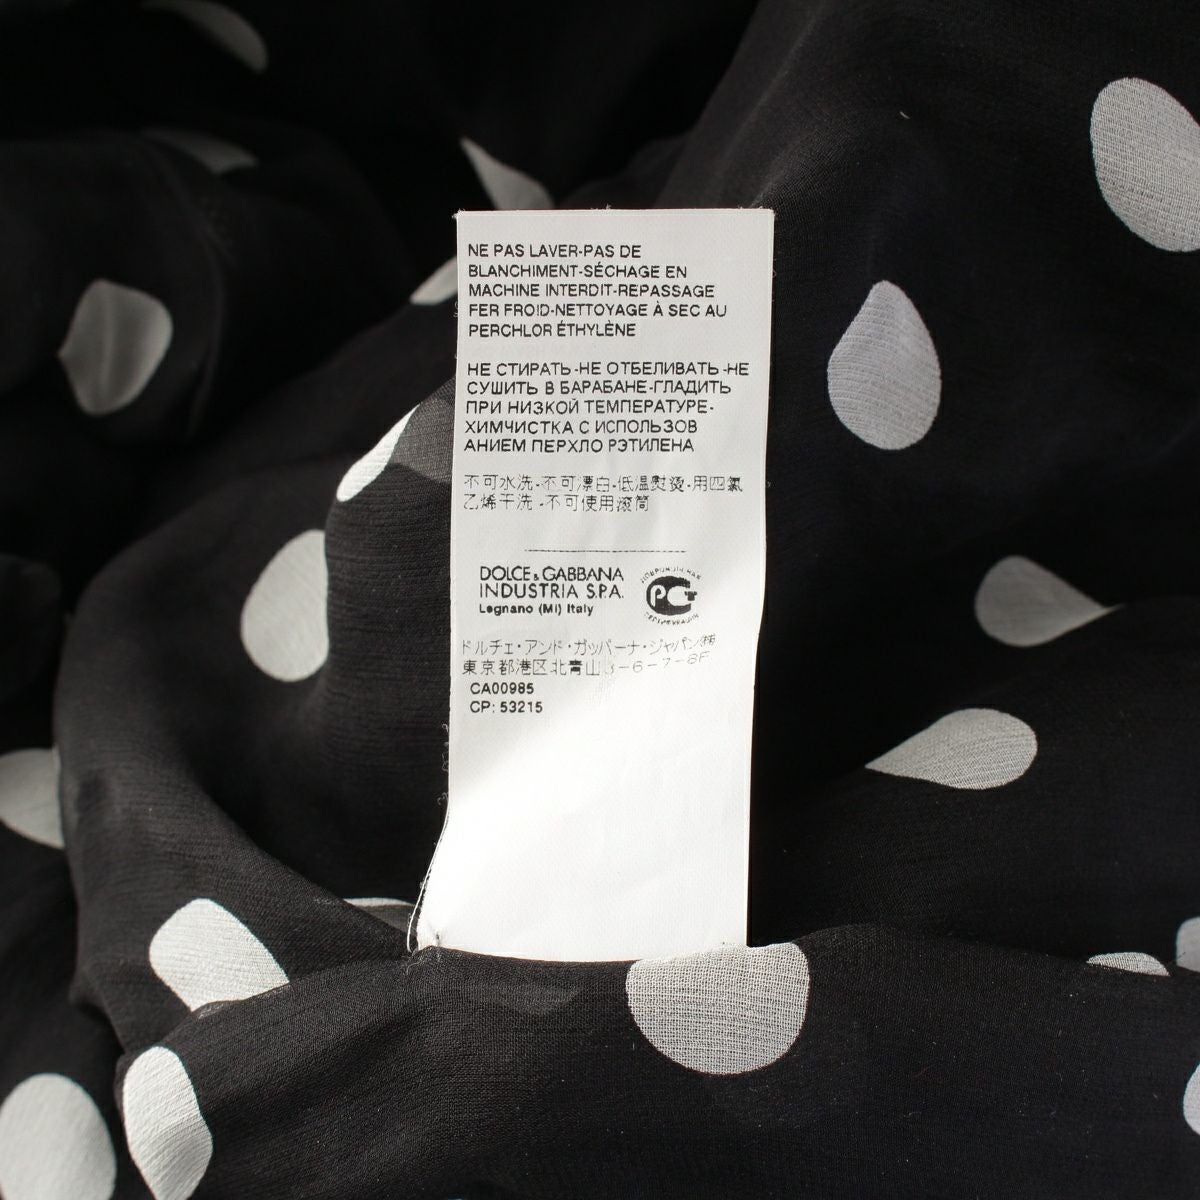 NE PAS LAVER-PAS DE
BLANCHIMENT-SÉCHAGE EN
MACHINE INTERDIT-REPASSAGE
FER FROID-NETTOYAGE À SEC AU
PERCHLOR ÉTHYLÈNE
НЕ СТИРАТЬ-НЕ ОТБЕЛИВАТЬ-НЕ
СУШИТЬ В БАРАБАНЕ-ГЛАДИТЬ
ПРИ НИЗКОЙ ТЕМПЕРАТУРЕ-
ХИМЧИСТКА С ИСПОЛЬЗОВ
АНИЕМ ПЕРХЛО РЭТИЛЕНА
不可水洗-不可漂白-低温熨烫-用四氯
乙烯干洗-不可使用滚筒
DOLCE & GABBANA
INDUSTRIA S.P.A.
Legnano (MI) Italy
РСТ
ドルチェ・アンド・ガッバーナ・ジャパン㈱
東京都港区北青山3-6-7-8F
CA00985
CP: 53215